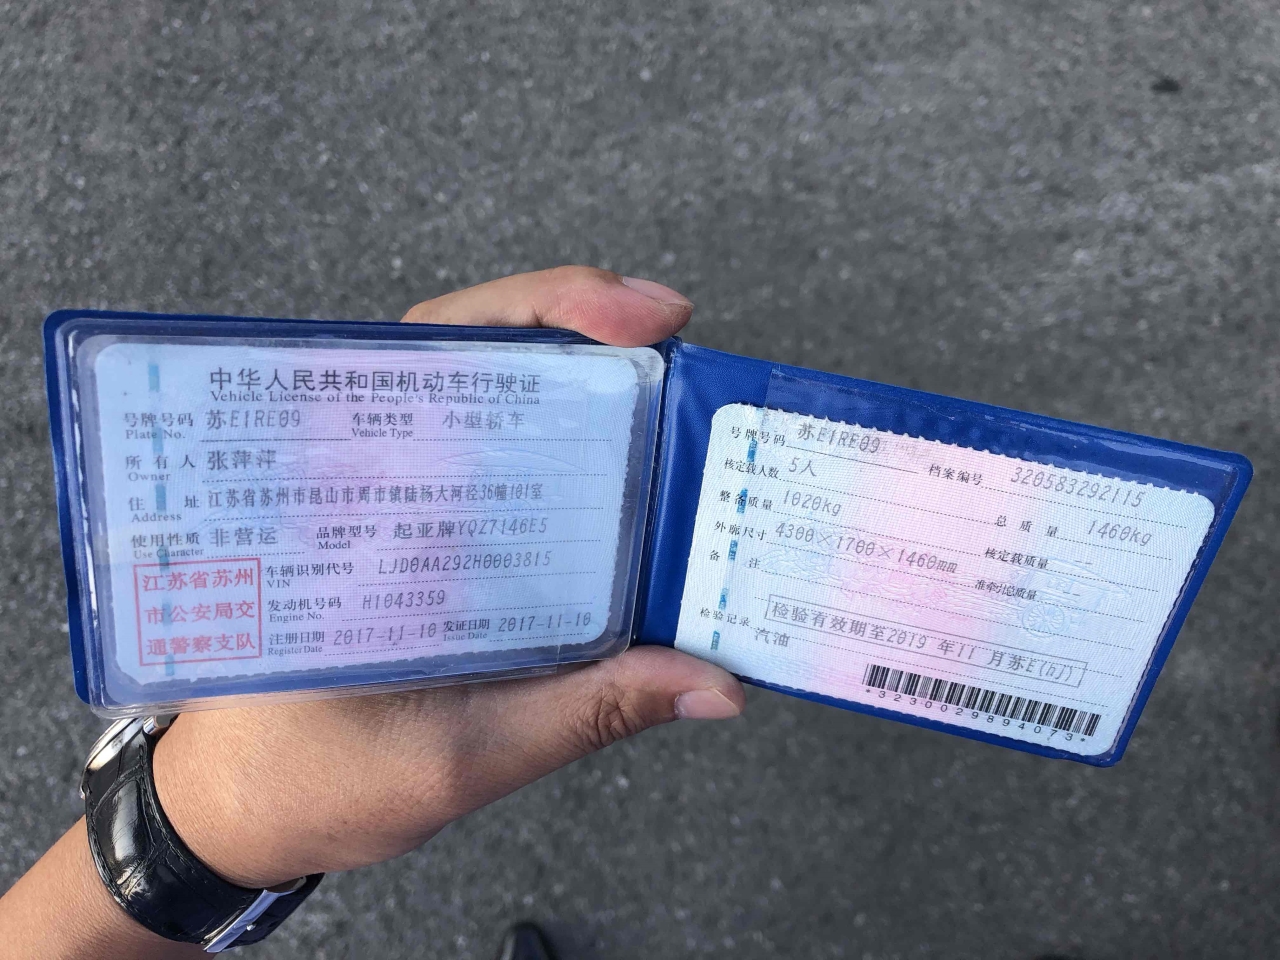 中华人民共和国机动车行驶证
Vehicle License of the People's Republic of China
号牌号码 苏E1RE09 车辆类型 小型轿车
Plate No. Vehicle Type
所有人 张萍萍
Owner
住址 江苏省苏州市昆山市周市镇陆杨大河径36幢101室
Address
使用性质 非营运 品牌型号 起亚牌YQZ7146E5
Use Character Model
江苏省苏州
市公安局交
通警察支队
车辆识别代号 LJD0AA292H0003815
VIN
发动机号码 H1043359
Engine No.
注册日期 2017-11-10 发证日期 2017-11-10
Register Date Issue Date
号牌号码 苏E1RE09 档案编号 320583292115
核定载人数 5人 总质量 1460kg
整备质量 1020kg 核定载质量 --
外廓尺寸 4300×1700×1460mm 准牵引总质量 --
备注
检验有效期至2019年11月苏E(hJ)
检验记录 汽油
*3230029894073*